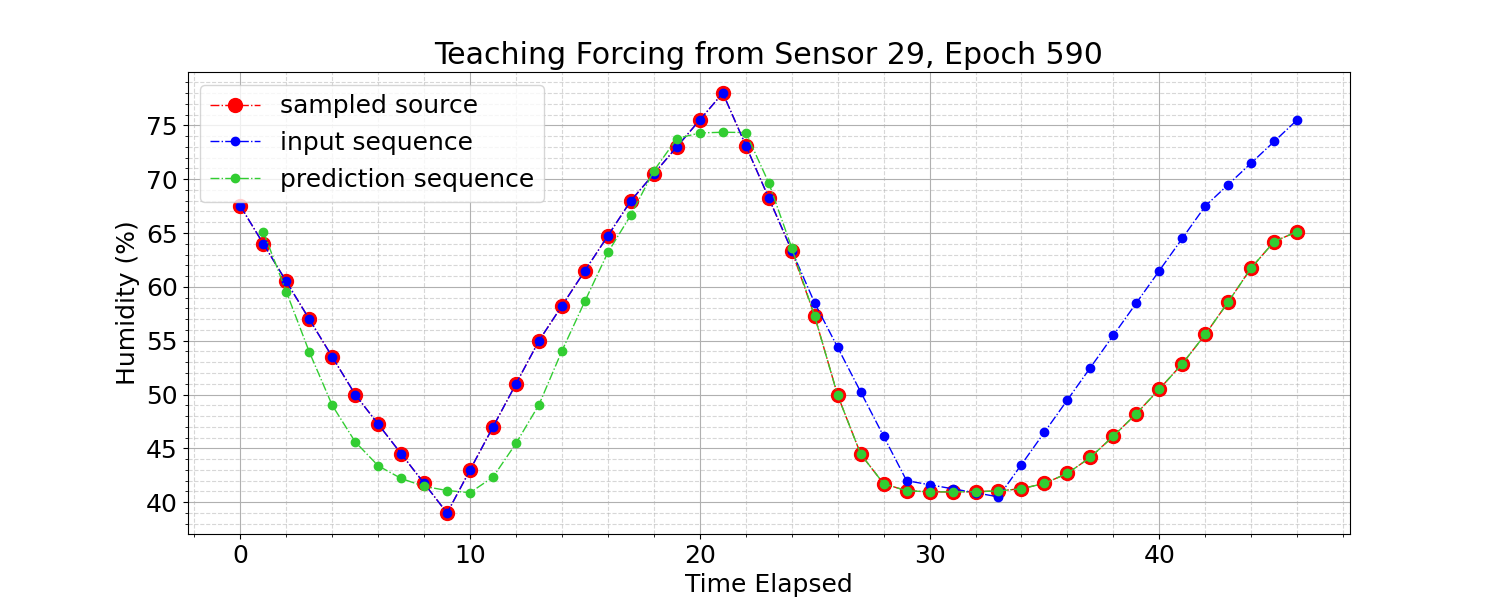 Teaching Forcing from Sensor 29, Epoch 590
sampled source
input sequence
prediction sequence
Humidity (%)
75
70
65
60
55
50
45
40
0 10 20 30 40
Time Elapsed